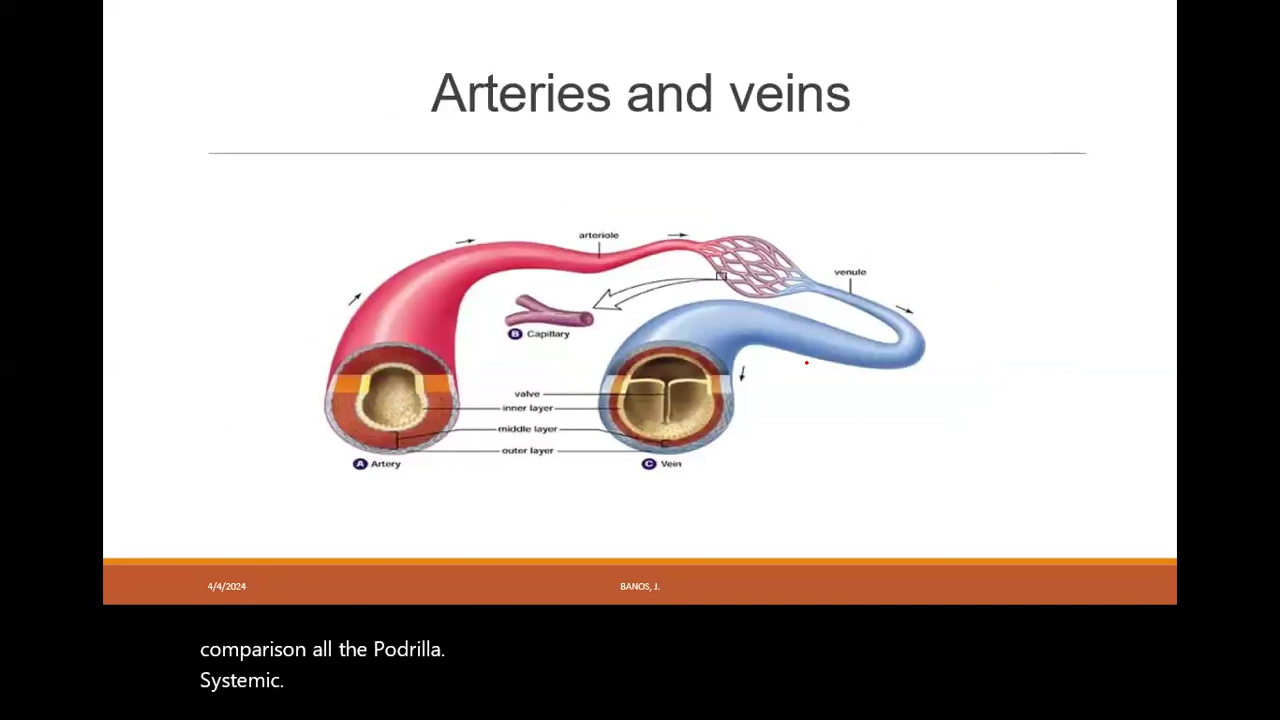 Arteries and veins
arteriole
venule
B Capillary
valve
inner layer
middle layer
outer layer
A Artery
C Vein
4/4/2024
BANOS, J.
comparison all the Podrilla.
Systemic.